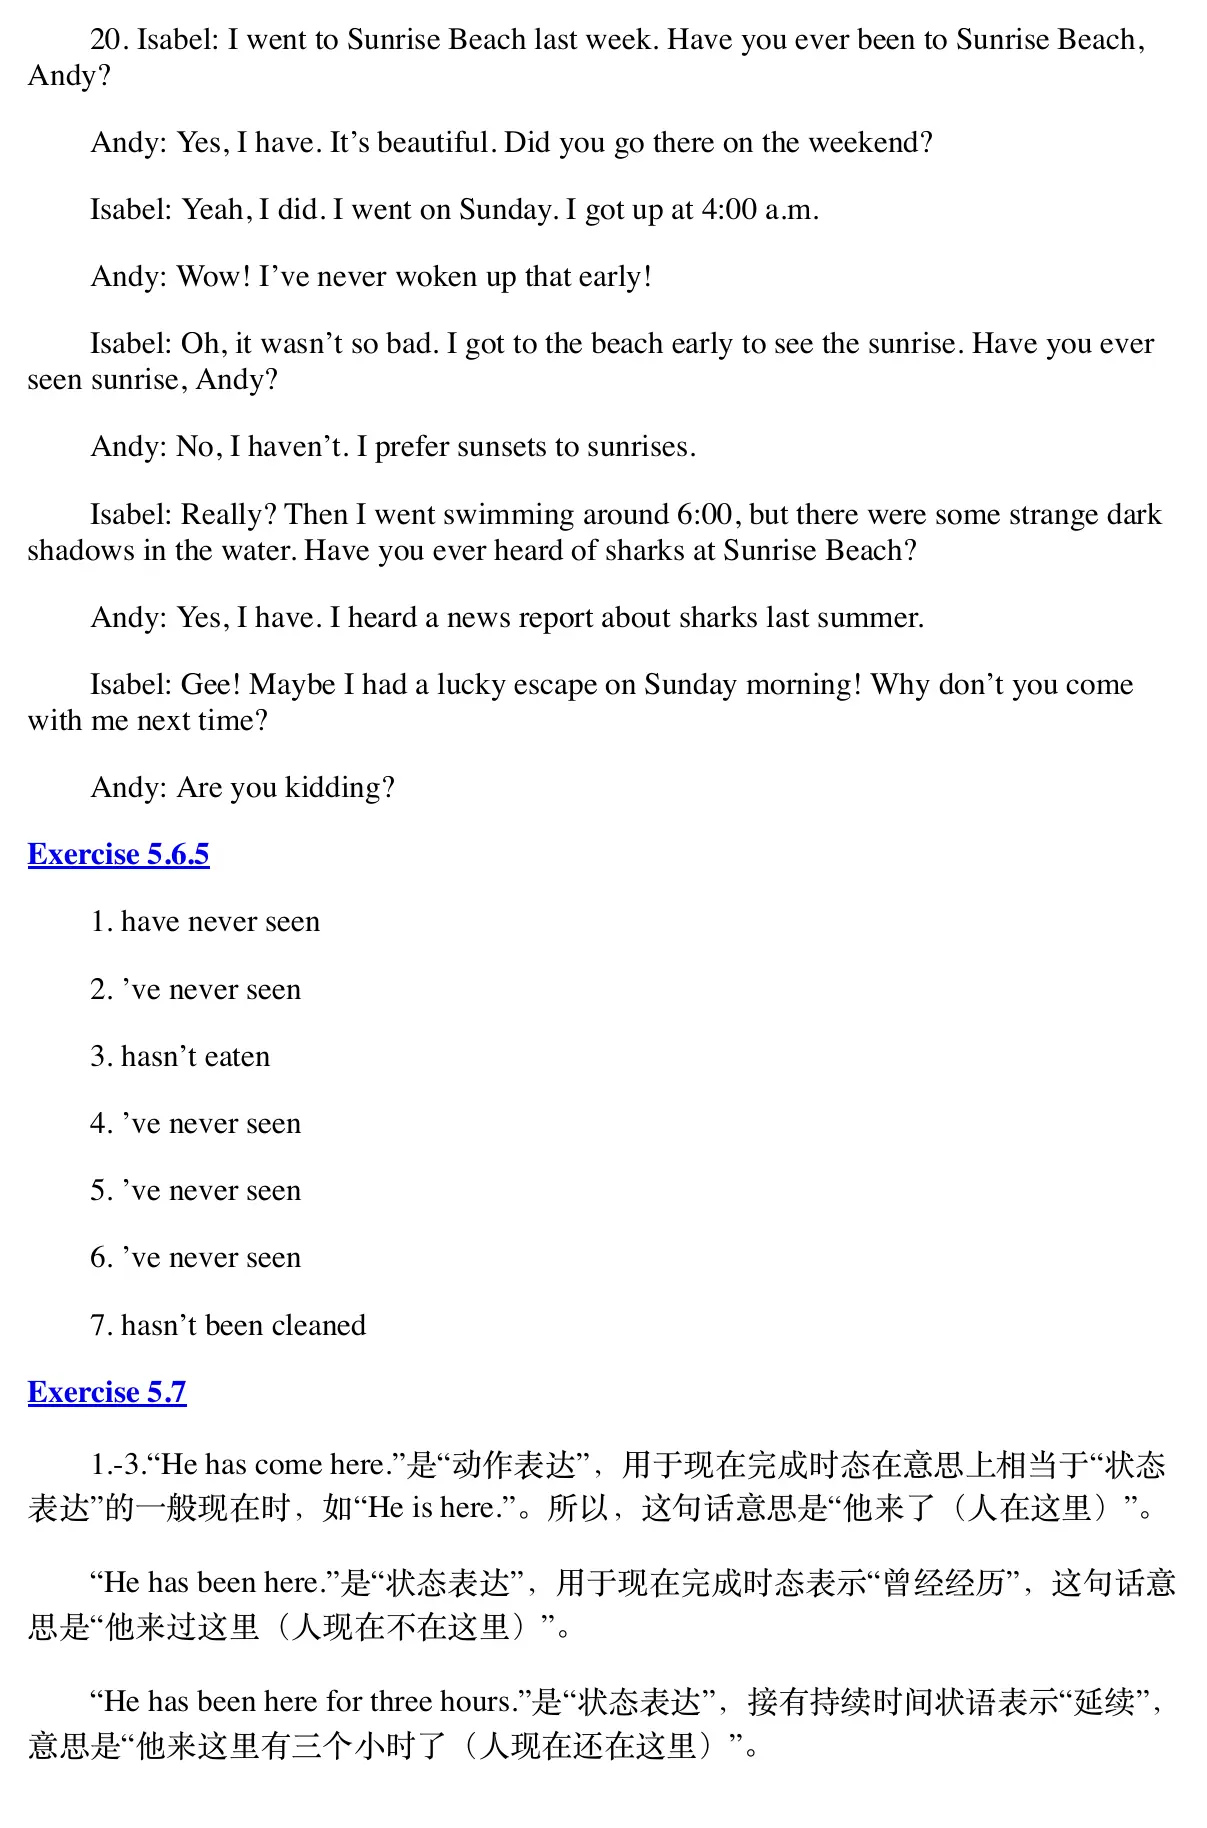 20. Isabel: I went to Sunrise Beach last week. Have you ever been to Sunrise Beach,
Andy?
Andy: Yes, I have. It’s beautiful. Did you go there on the weekend?
Isabel: Yeah, I did. I went on Sunday. I got up at 4:00 a.m.
Andy: Wow! I’ve never woken up that early!
Isabel: Oh, it wasn’t so bad. I got to the beach early to see the sunrise. Have you ever
seen sunrise, Andy?
Andy: No, I haven’t. I prefer sunsets to sunrises.
Isabel: Really? Then I went swimming around 6:00, but there were some strange dark
shadows in the water. Have you ever heard of sharks at Sunrise Beach?
Andy: Yes, I have. I heard a news report about sharks last summer.
Isabel: Gee! Maybe I had a lucky escape on Sunday morning! Why don’t you come
with me next time?
Andy: Are you kidding?
Exercise 5.6.5
1. have never seen
2. ’ve never seen
3. hasn’t eaten
4. ’ve never seen
5. ’ve never seen
6. ’ve never seen
7. hasn’t been cleaned
Exercise 5.7
1.-3.“He has come here.”是“动作表达”，用于现在完成时态在意思上相当于“状态
表达”的一般现在时，如“He is here.”。所以，这句话意思是“他来了（人在这里）”。
“He has been here.”是“状态表达”，用于现在完成时态表示“曾经经历”，这句话意
思是“他来过这里（人现在不在这里）”。
“He has been here for three hours.”是“状态表达”，接有持续时间状语表示“延续”，
意思是“他来这里有三个小时了（人现在还在这里）”。